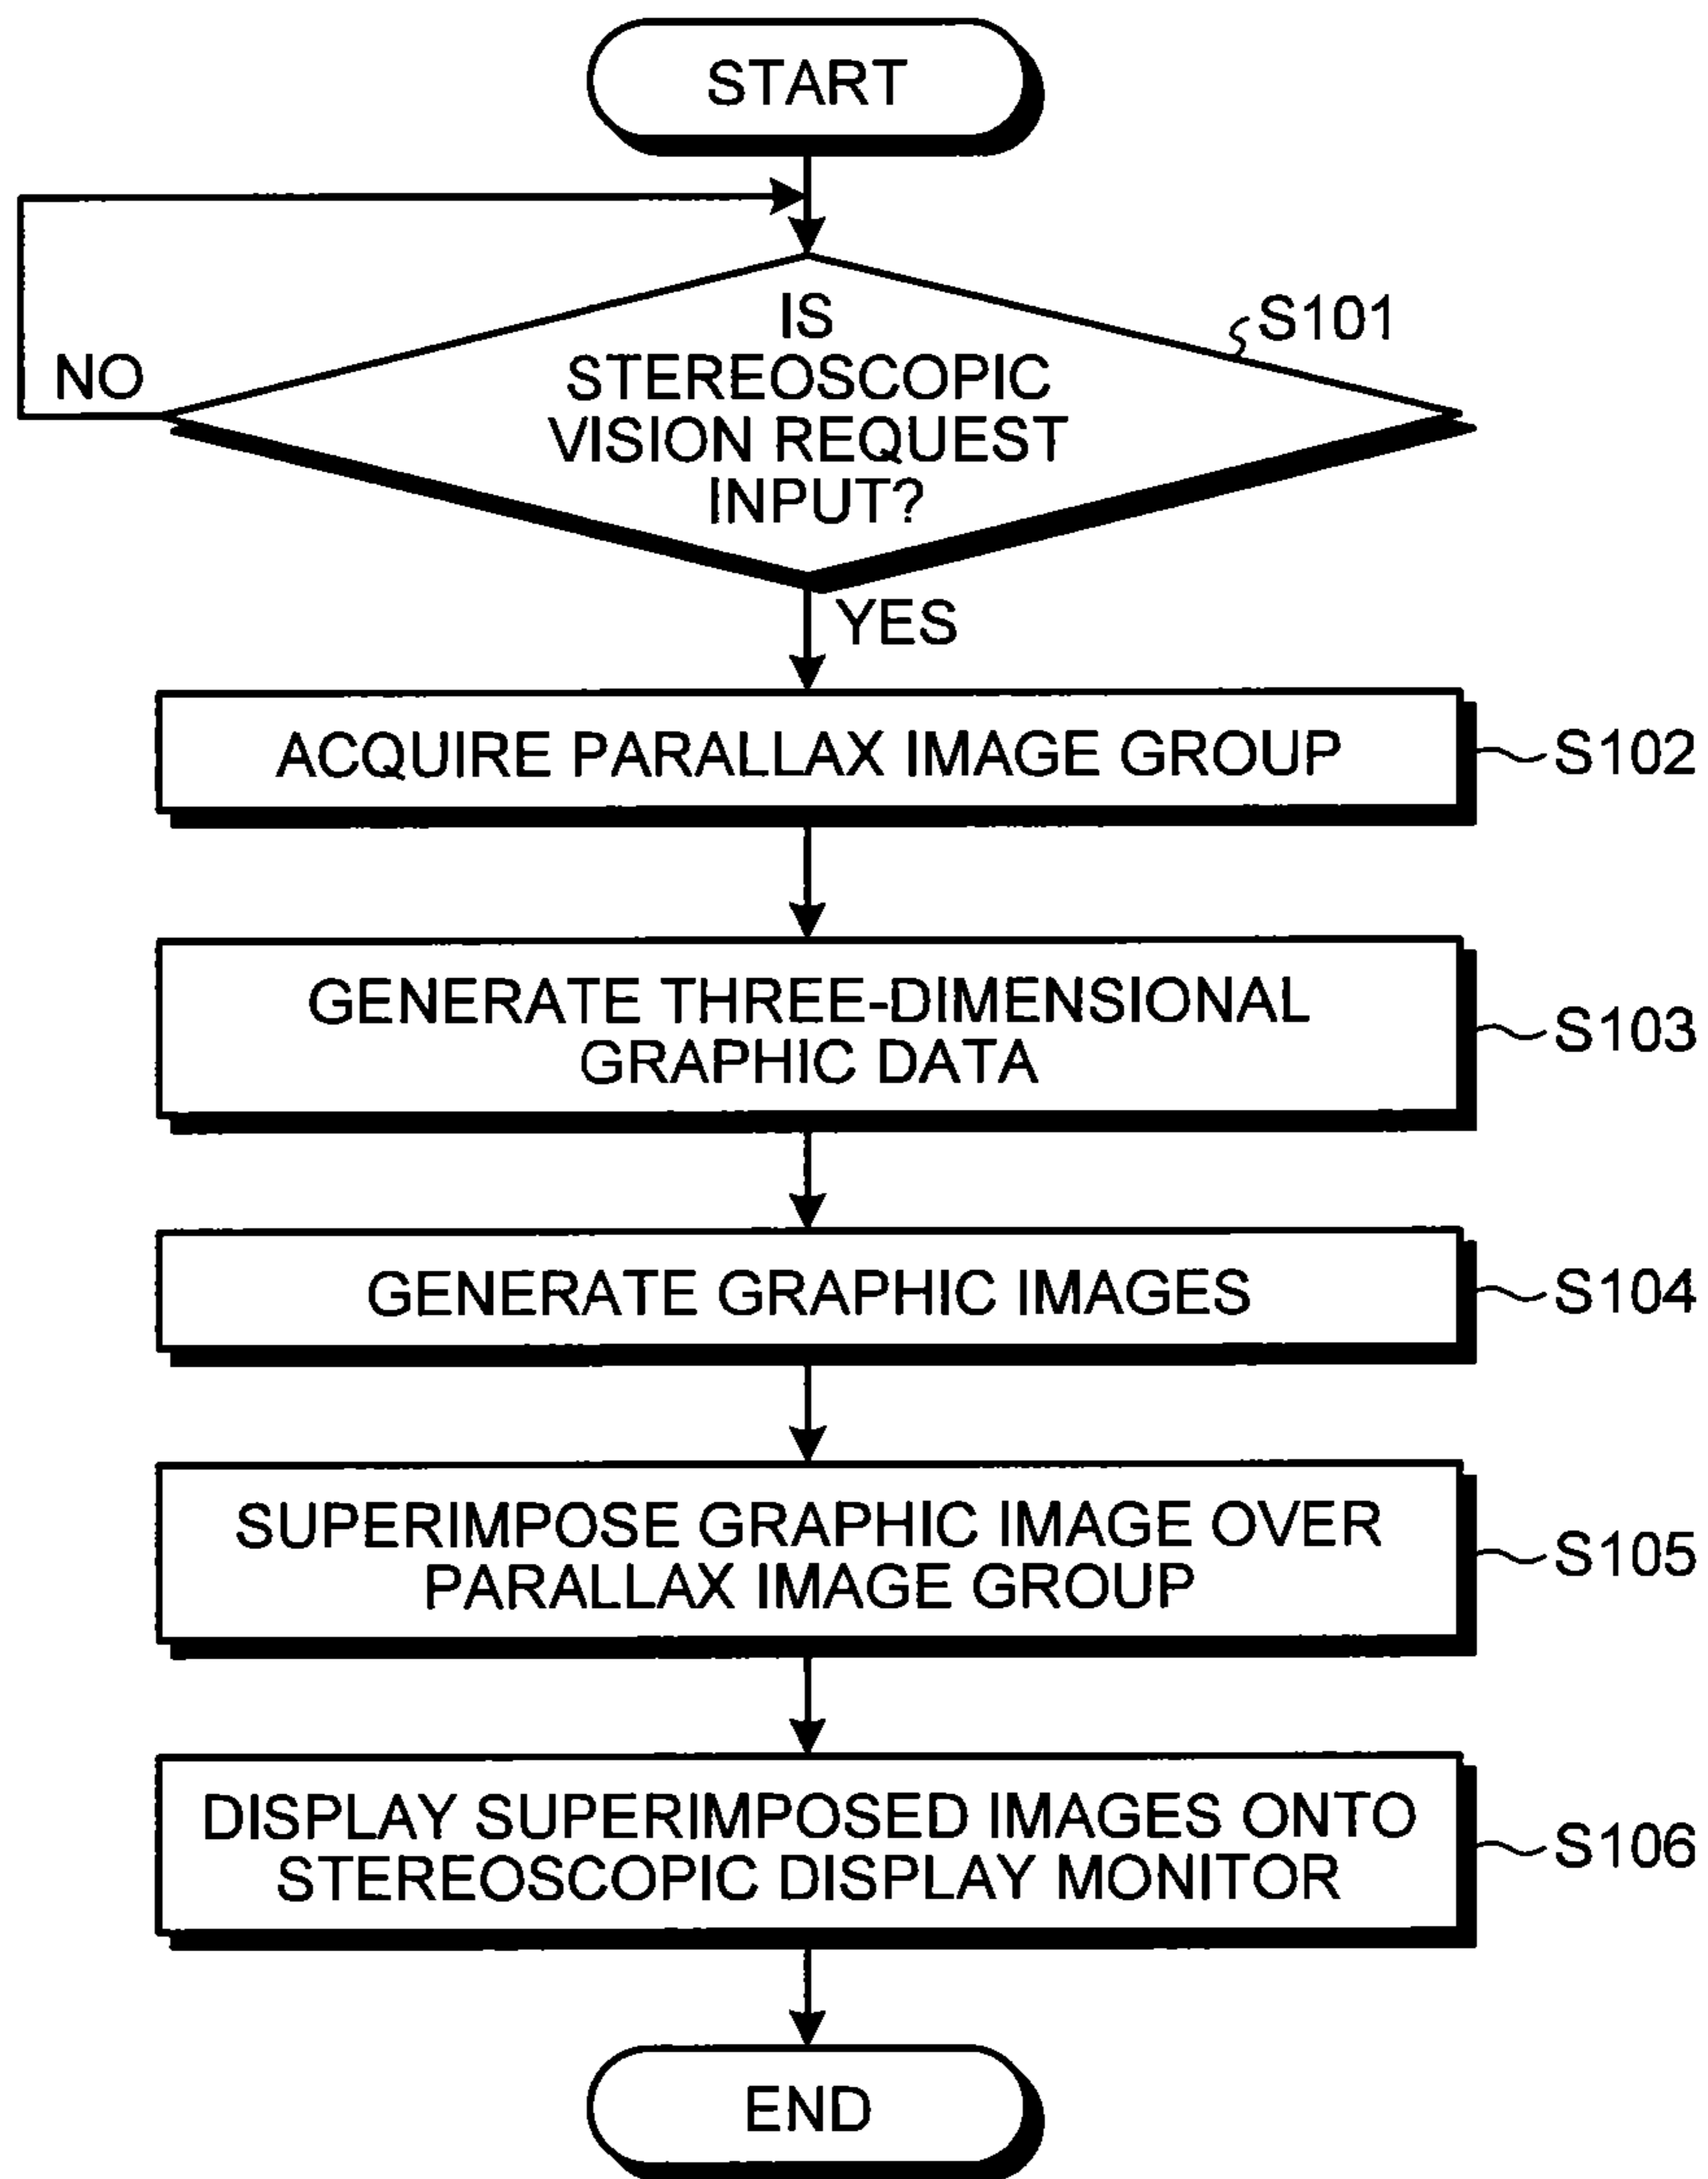 START
IS
STEREOSCOPIC
VISION REQUEST
INPUT?
S101
NO
YES
ACQUIRE PARALLAX IMAGE GROUP
S102
GENERATE THREE-DIMENSIONAL
GRAPHIC DATA
S103
GENERATE GRAPHIC IMAGES
S104
SUPERIMPOSE GRAPHIC IMAGE OVER
PARALLAX IMAGE GROUP
S105
DISPLAY SUPERIMPOSED IMAGES ONTO
STEREOSCOPIC DISPLAY MONITOR
S106
END